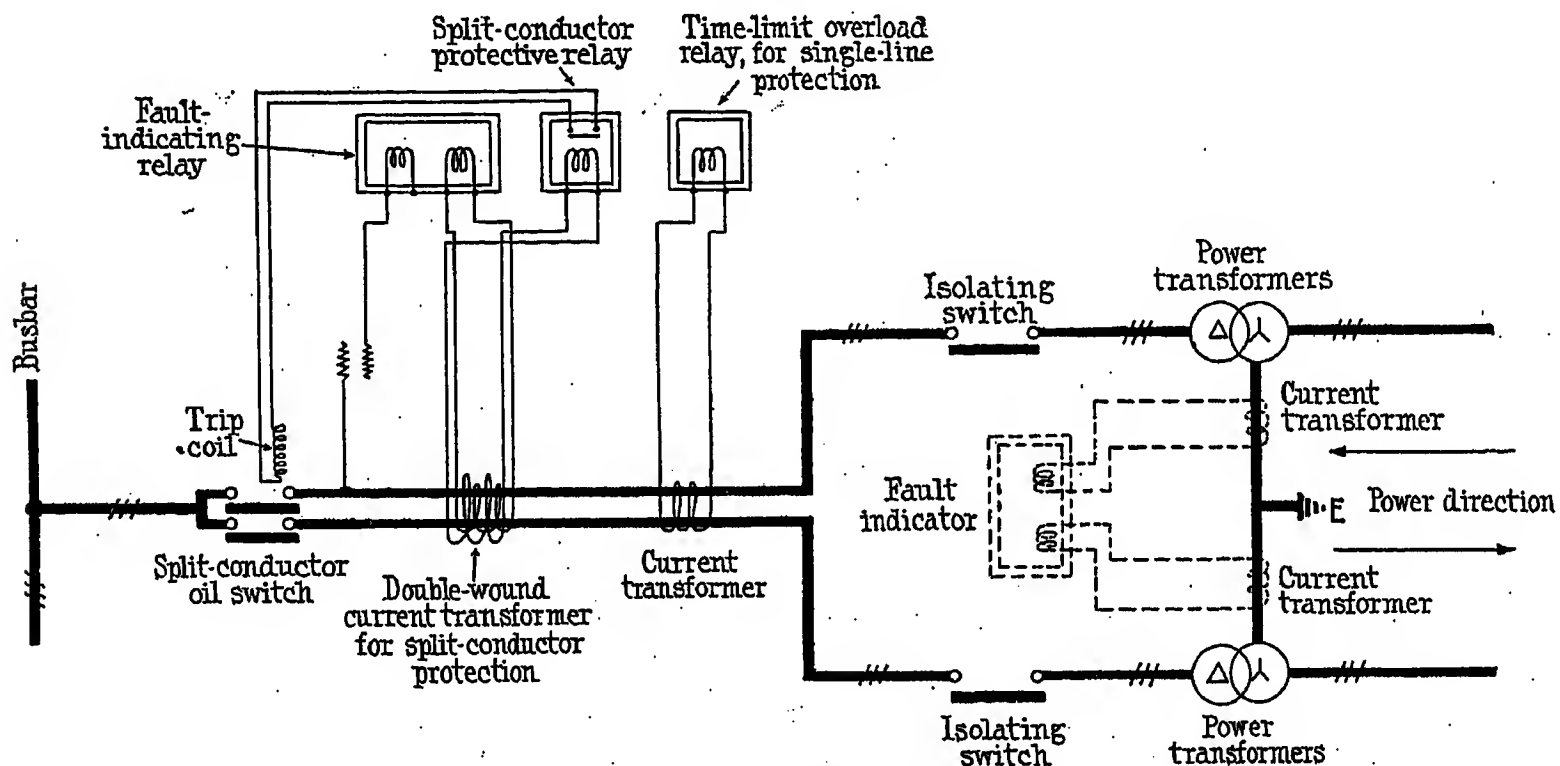 Split-conductor
protective relay
Time-limit overload
relay, for single-line
protection
Fault-
indicating
relay
Busbar
Trip
coil
Split-conductor
oil switch
Double-wound
current transformer
for split-conductor
protection
Current
transformer
Isolating
switch
Power
transformers
Δ
Current
transformer
Fault
indicator
E
Power direction
Current
transformer
Δ
Isolating
switch
Power
transformers